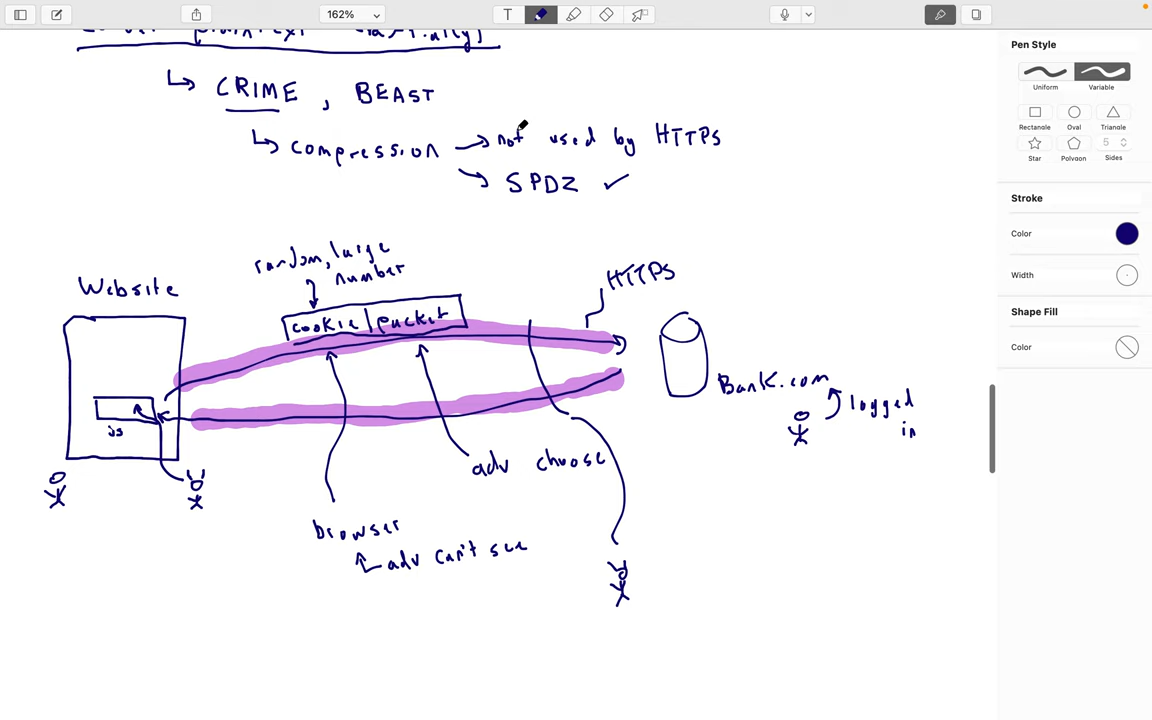 162%
Pen Style
Uniform Variable
Rectangle Oval Triangle
Star Polygon Sides
5
Stroke
Color
Width
Shape Fill
Color
plaintext
↳ CRIME, BEAST
↳ compression → not used by HTTPS
→ SPDZ ✓
random, large
number
Website
HTTPS
cookie | packet
Bank.com
logged
in
js
adv choose
browser
adv can't see